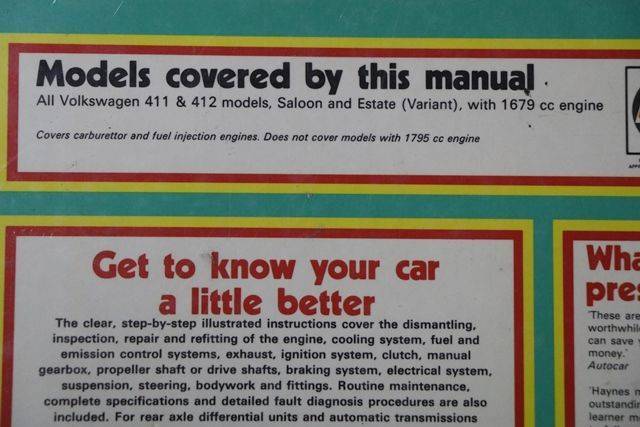 Models covered by this manual
All Volkswagen 411 & 412 models, Saloon and Estate (Variant), with 1679 cc engine
Covers carburettor and fuel injection engines. Does not cover models with 1795 cc engine
Get to know your car
a little better
The clear, step-by-step illustrated instructions cover the dismantling,
inspection, repair and refitting of the engine, cooling system, fuel and
emission control systems, exhaust, ignition system, clutch, manual
gearbox, propeller shaft or drive shafts, braking system, electrical system,
suspension, steering, bodywork and fittings. Routine maintenance,
complete specifications and detailed fault diagnosis procedures are also
included. For rear axle differential units and automatic transmissions
Wha
pres
'These are
worthwhil
can save
money.'
Autocar
'Haynes
outstandin
learner